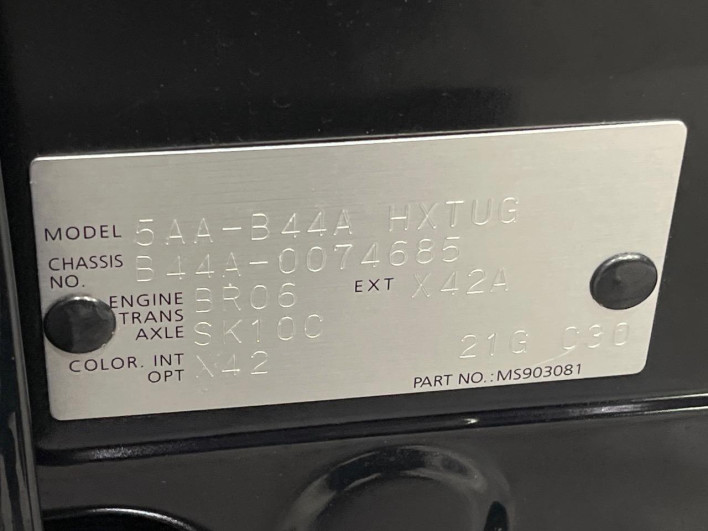 MODEL 5AA-B44A HXTUG
CHASSIS NO. B44A-0074685
ENGINE BR06 EXT X42A
TRANS AXLE SK10C
COLOR. INT X42 21G C30
OPT
PART NO.:MS903081